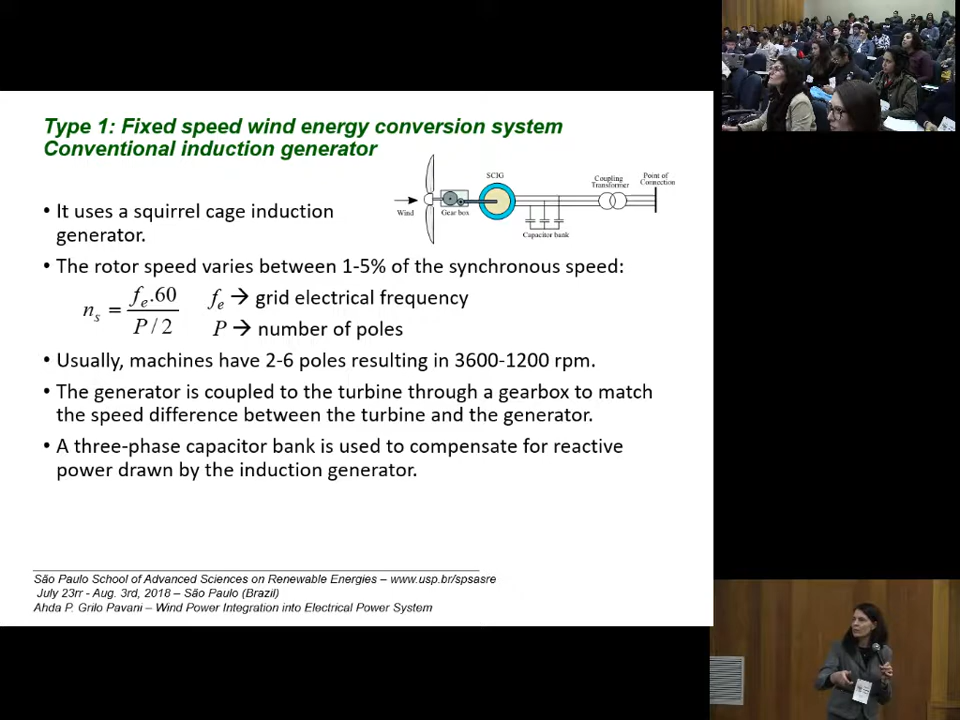 Type 1: Fixed speed wind energy conversion system
Conventional induction generator
SCIG
Coupling
Transformer
Point of
Connection
Wind
Gear box
Capacitor bank
• It uses a squirrel cage induction
generator.
• The rotor speed varies between 1-5% of the synchronous speed:
n_s = f_e.60 / P/2
f_e → grid electrical frequency
P → number of poles
• Usually, machines have 2-6 poles resulting in 3600-1200 rpm.
• The generator is coupled to the turbine through a gearbox to match
the speed difference between the turbine and the generator.
• A three-phase capacitor bank is used to compensate for reactive
power drawn by the induction generator.
São Paulo School of Advanced Sciences on Renewable Energies – www.usp.br/spsasre
July 23rr - Aug. 3rd, 2018 – São Paulo (Brazil)
Ahda P. Grilo Pavani – Wind Power Integration into Electrical Power System